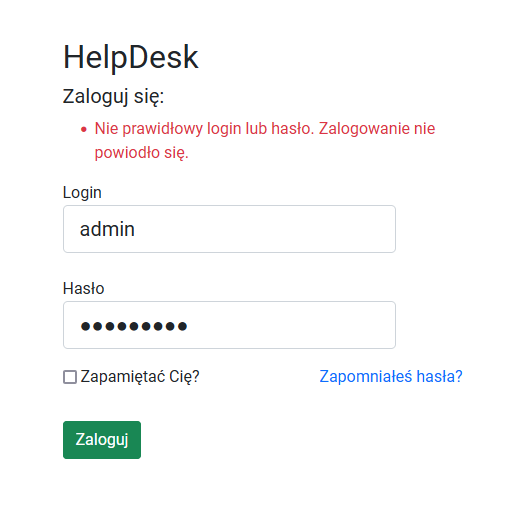 HelpDesk
Zaloguj się:
Nie prawidłowy login lub hasło. Zalogowanie nie
powiodło się.
Login
admin
Hasło
●●●●●●●●●
Zapamiętać Cię?
Zapomniałeś hasła?
Zaloguj